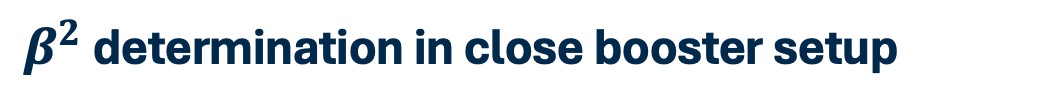 β² determination in close booster setup